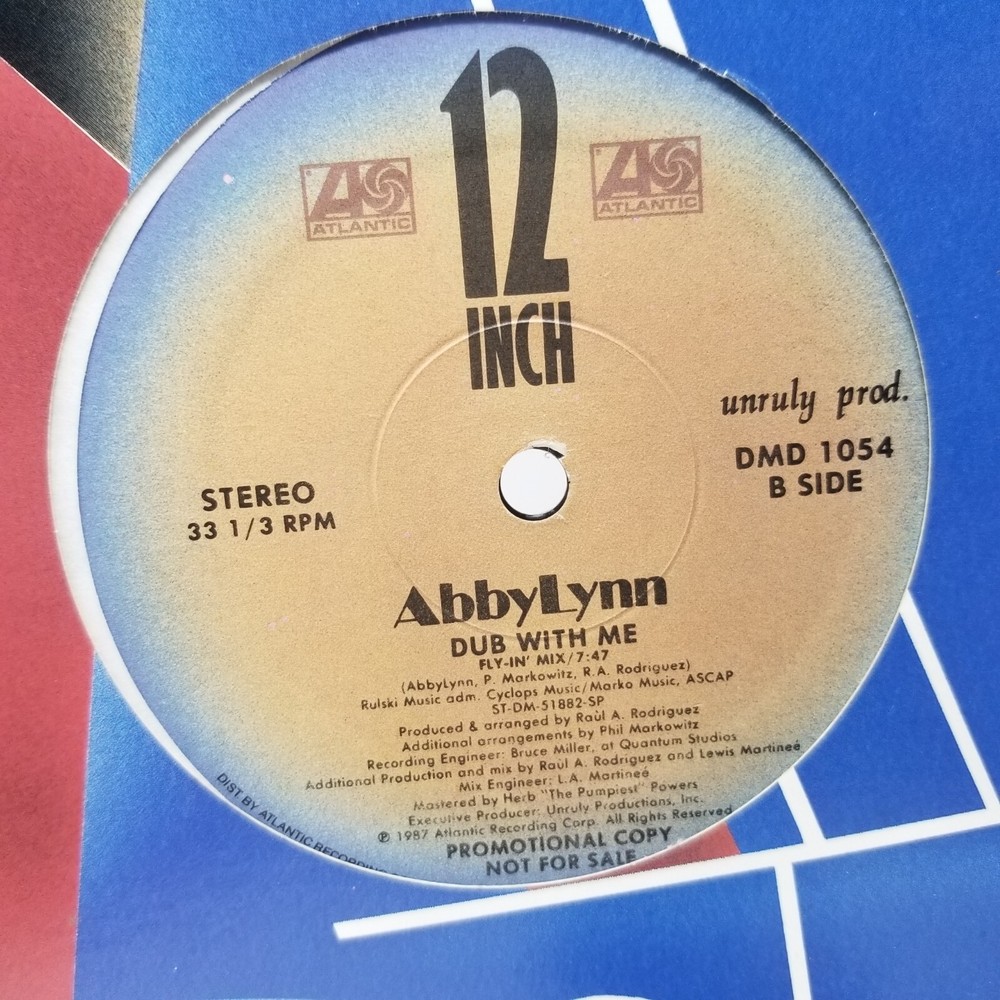 12
INCH
ATLANTIC
ATLANTIC
unruly prod.
DMD 1054
B SIDE
STEREO
33 1/3 RPM
AbbyLynn
DUB WITH ME
FLY-IN' MIX/7:47
(AbbyLynn, P. Markowitz, R.A. Rodriguez)
Rulski Music adm. Cyclops Music/Marko Music, ASCAP
ST-DM-51882-SP
Produced & arranged by Raùl A. Rodriguez
Additional arrangements by Phil Markowitz
Recording Engineer: Bruce Miller, at Quantum Studios
Additional Production and mix by Raùl A. Rodriguez and Lewis Martineé
Mix Engineer: L.A. Martineé
Mastered by Herb "The Pumpiest" Powers
Executive Producer: Unruly Productions, Inc.
℗ 1987 Atlantic Recording Corp. All Rights Reserved
PROMOTIONAL COPY
NOT FOR SALE
DIST BY ATLANTIC RECORDING